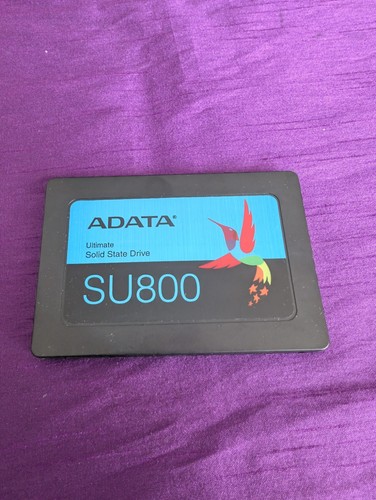 ADATA®
Ultimate
Solid State Drive
SU800